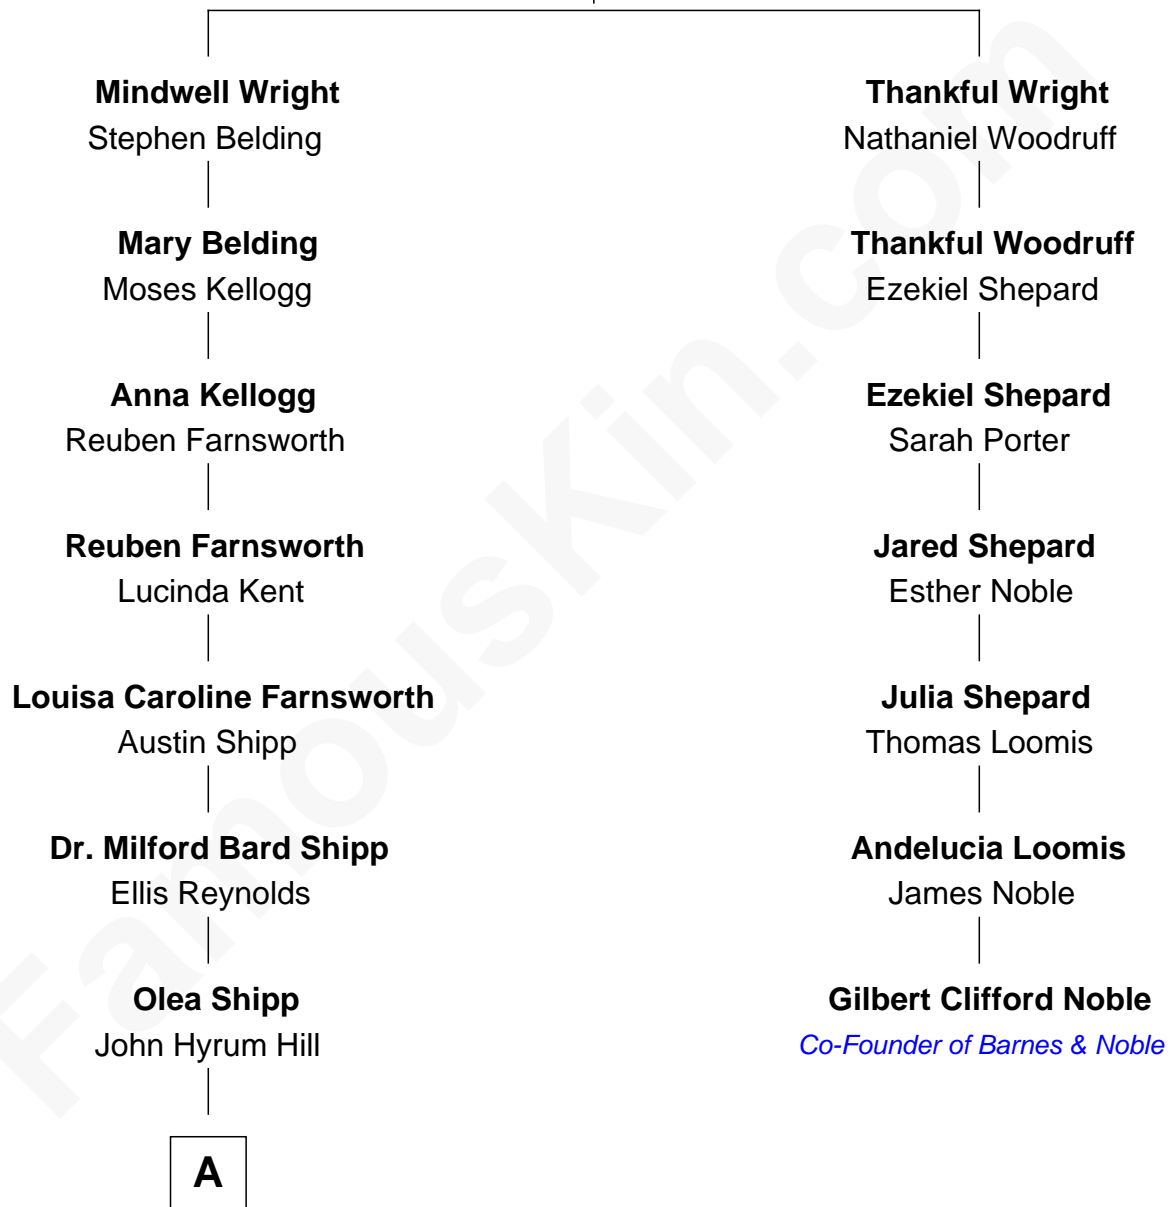 Mindwell Wright
Stephen Belding
Mary Belding
Moses Kellogg
Anna Kellogg
Reuben Farnsworth
Reuben Farnsworth
Lucinda Kent
Louisa Caroline Farnsworth
Austin Shipp
Dr. Milford Bard Shipp
Ellis Reynolds
Olea Shipp
John Hyrum Hill
A
Thankful Wright
Nathaniel Woodruff
Thankful Woodruff
Ezekiel Shepard
Ezekiel Shepard
Sarah Porter
Jared Shepard
Esther Noble
Julia Shepard
Thomas Loomis
Andelucia Loomis
James Noble
Gilbert Clifford Noble
Co-Founder of Barnes & Noble
FamousKin.com